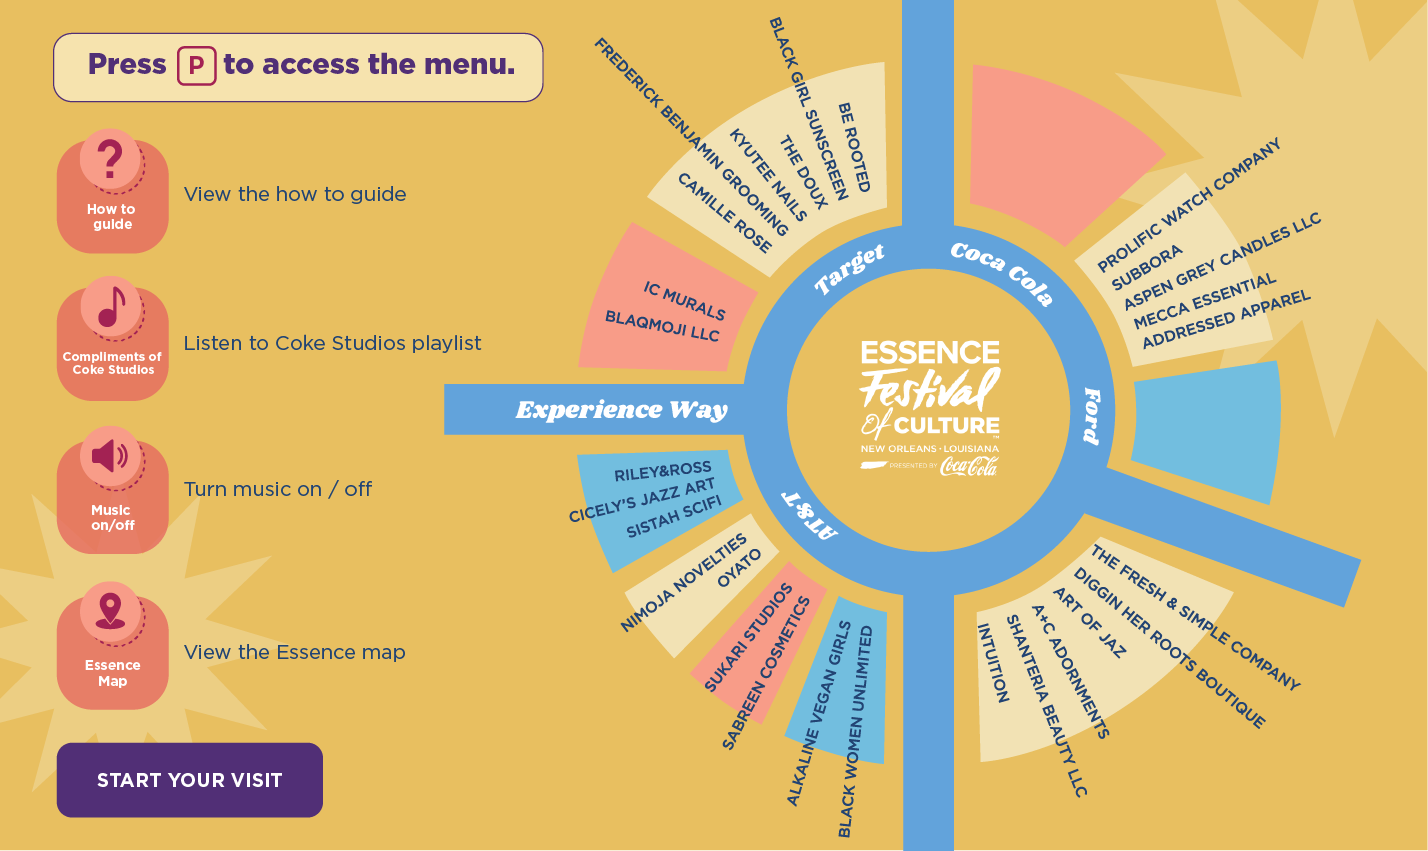 Press P to access the menu.
How to
guide
View the how to guide
Compliments of
Coke Studios
Listen to Coke Studios playlist
Music
on/off
Turn music on / off
Essence
Map
View the Essence map
START YOUR VISIT
FREDERICK BENJAMIN GROOMING
BLACK GIRL SUNSCREEN
BE ROOTED
THE DOUX
KYUTEE NAILS
CAMILLE ROSE
IC MURALS
BLAQMOJI LLC
Target
Coca Cola
Ford
AT&T
Experience Way
PROLIFIC WATCH COMPANY
SUBBORA
ASPEN GREY CANDLES LLC
MECCA ESSENTIAL
ADDRESSED APPAREL
ESSENCE
Festival
Of CULTURE
TM
NEW ORLEANS · LOUISIANA
PRESENTED BY Coca-Cola
RILEY&ROSS
CICELY'S JAZZ ART
SISTAH SCIFI
NIMOJA NOVELTIES
OYATO
SUKARI STUDIOS
SABREEN COSMETICS
ALKALINE VEGAN GIRLS
BLACK WOMEN UNLIMITED
THE FRESH & SIMPLE COMPANY
DIGGIN HER ROOTS BOUTIQUE
ART OF JAZ
A+C ADORNMENTS
SHANTERIA BEAUTY LLC
INTUITION